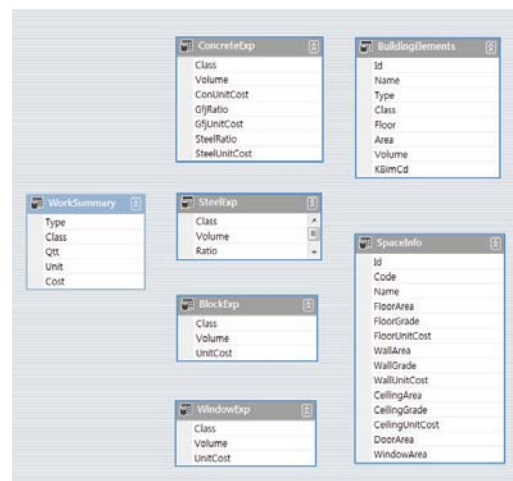 ConcreteExp
Class
Volume
ConUnitCost
GfjRatio
GfjUnitCost
SteelRatio
SteelUnitCost
BuildingElements
Id
Name
Type
Class
Floor
Area
Volume
KBimCd
WorkSummary
Type
Class
Qtt
Unit
Cost
SteelExp
Class
Volume
Ratio
SpaceInfo
Id
Code
Name
FloorArea
FloorGrade
FloorUnitCost
WallArea
WallGrade
WallUnitCost
CeilingArea
CeilingGrade
CeilingUnitCost
DoorArea
WindowArea
BlockExp
Class
Volume
UnitCost
WindowExp
Class
Volume
UnitCost